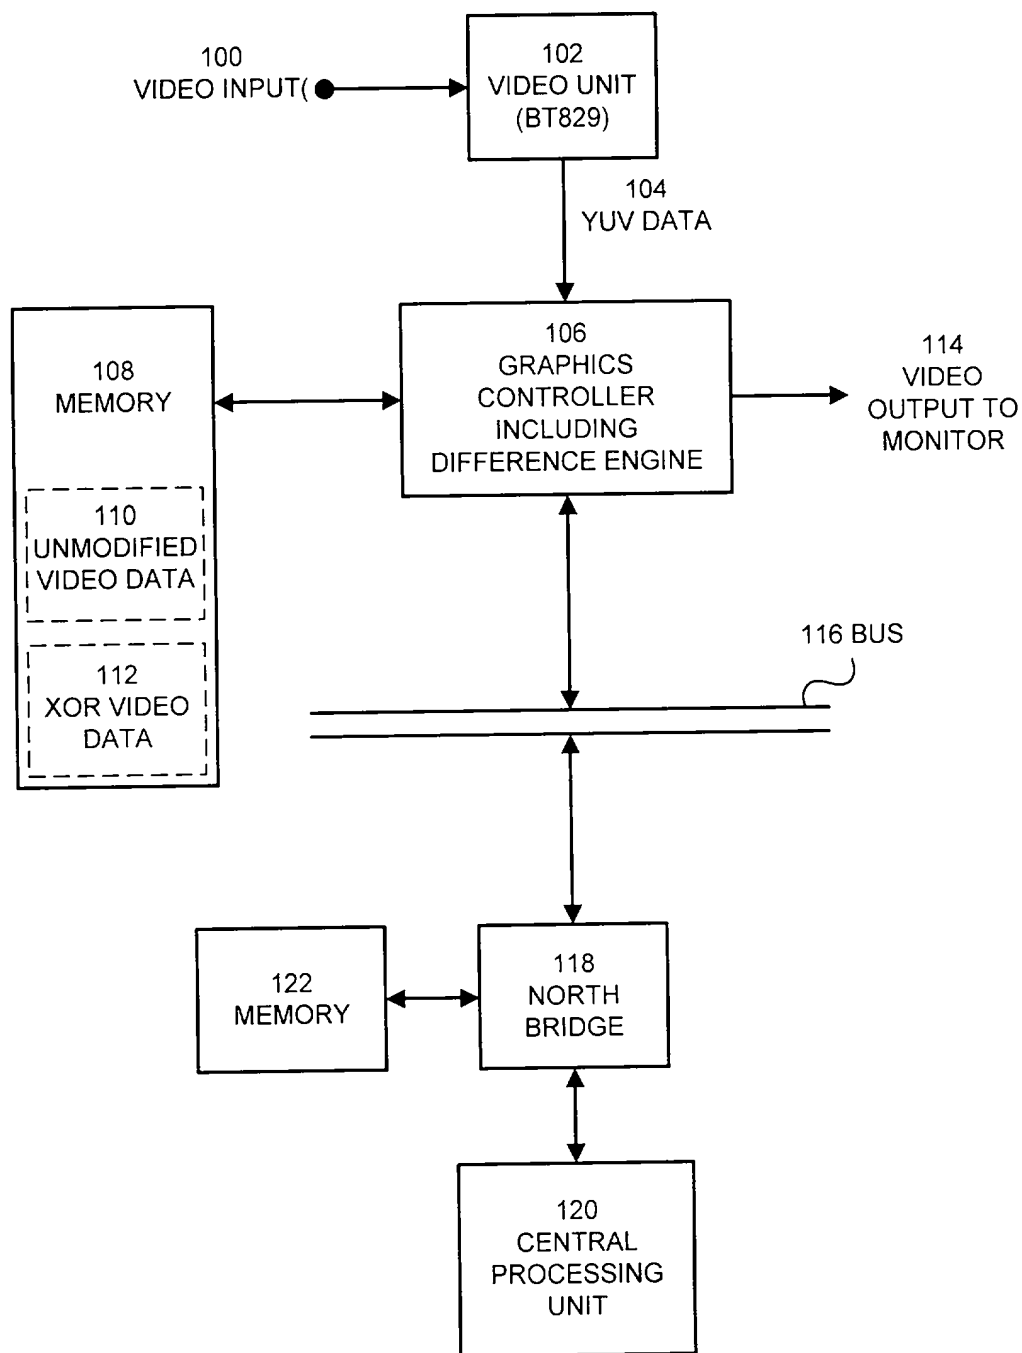 100
VIDEO INPUT(
102
VIDEO UNIT
(BT829)
104
YUV DATA
106
GRAPHICS
CONTROLLER
INCLUDING
DIFFERENCE ENGINE
114
VIDEO
OUTPUT TO
MONITOR
108
MEMORY
110
UNMODIFIED
VIDEO DATA
112
XOR VIDEO
DATA
116 BUS
118
NORTH
BRIDGE
122
MEMORY
120
CENTRAL
PROCESSING
UNIT